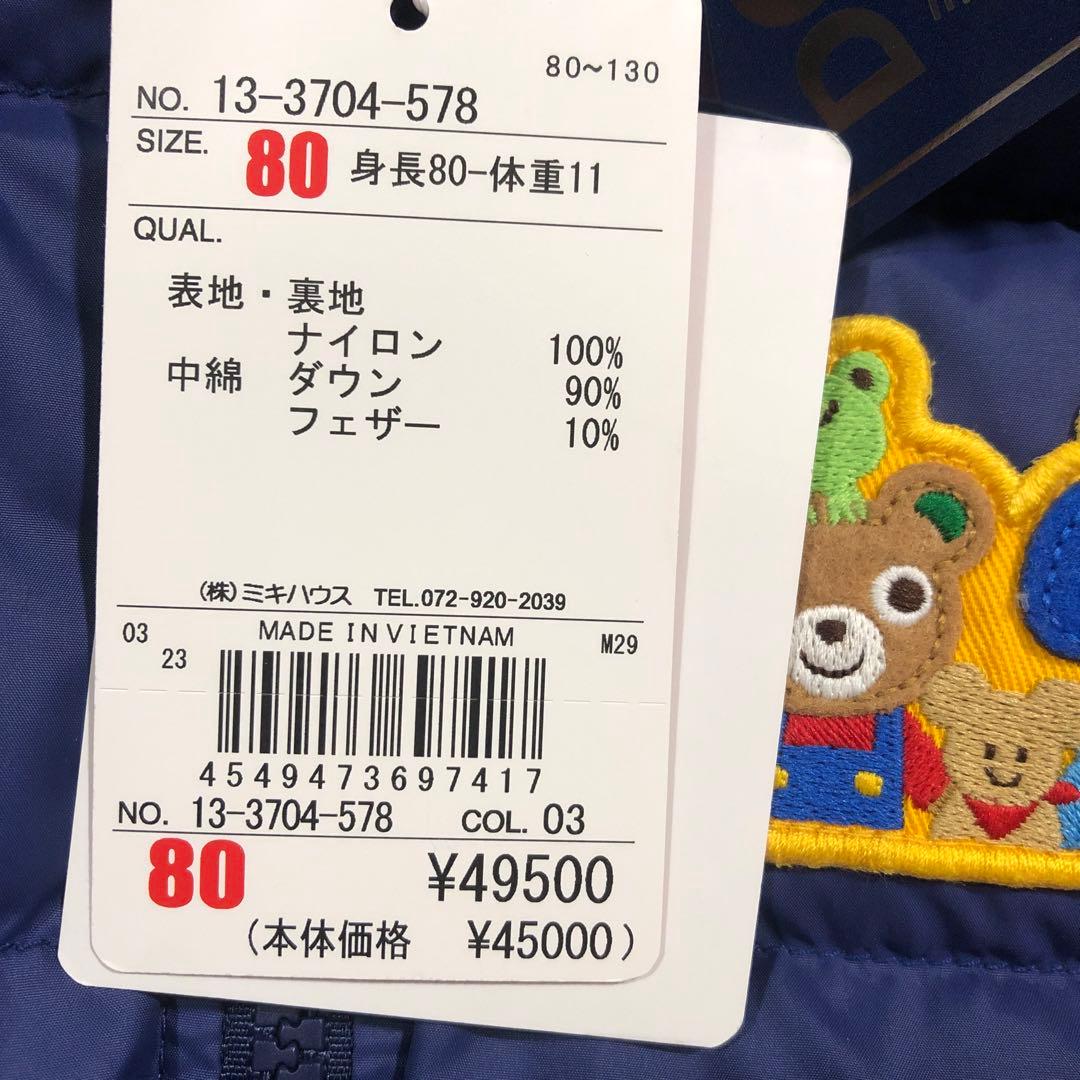 80~130
NO. 13-3704-578
SIZE. 80 身長80-体重11
QUAL.
表地・裏地
ナイロン 100%
中綿 ダウン 90%
フェザー 10%
(株)ミキハウス TEL.072-920-2039
03 MADE IN VIETNAM M29
23
4549473697417
NO. 13-3704-578 COL. 03
80 ¥49500
(本体価格 ¥45000)